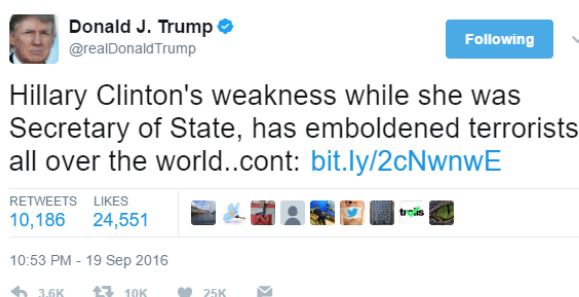 Donald J. Trump
@realDonaldTrump
Following
Hillary Clinton's weakness while she was
Secretary of State, has emboldened terrorists
all over the world..cont: bit.ly/2cNwnwE
RETWEETS LIKES
10,186 24,551
trolls
10:53 PM - 19 Sep 2016
3.6K 10K 25K